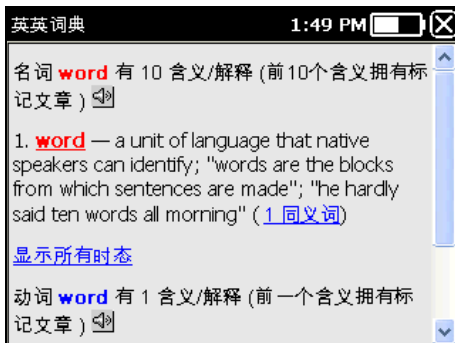 英英词典 1:49 PM
名词 word 有 10 含义/解释 (前10个含义拥有标
记文章 )
1. word — a unit of language that native
speakers can identify; "words are the blocks
from which sentences are made"; "he hardly
said ten words all morning" ( 1 同义词)
显示所有时态
动词 word 有 1 含义/解释 (前一个含义拥有标
记文章 )